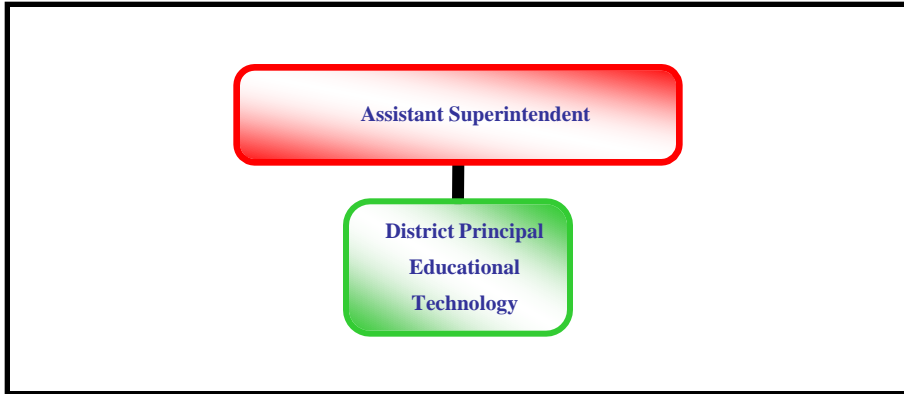 Assistant Superintendent
District Principal
Educational
Technology